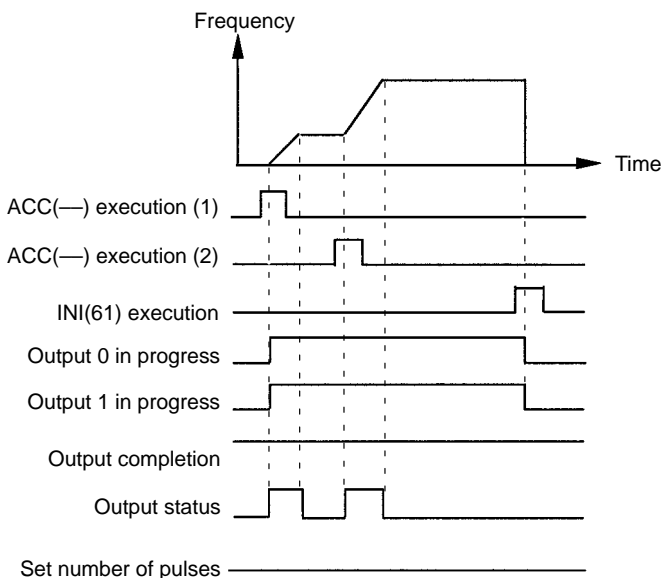 Frequency
Time
ACC(—) execution (1)
ACC(—) execution (2)
INI(61) execution
Output 0 in progress
Output 1 in progress
Output completion
Output status
Set number of pulses